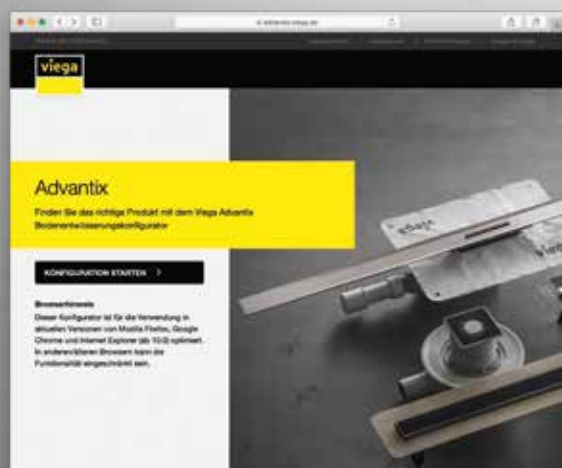 viega
Advantix
Finden Sie das richtige Produkt mit dem Viega Advantix
Bodenentwässerungskonfigurator
KONFIGURATION STARTEN
Browserhinweis
Dieser Konfigurator ist für die Verwendung in
aktuellen Versionen von Mozilla Firefox, Google
Chrome und Internet Explorer (ab 10.0) optimiert.
In anderen/älteren Browsern kann die
Funktionalität eingeschränkt sein.
viega
viega